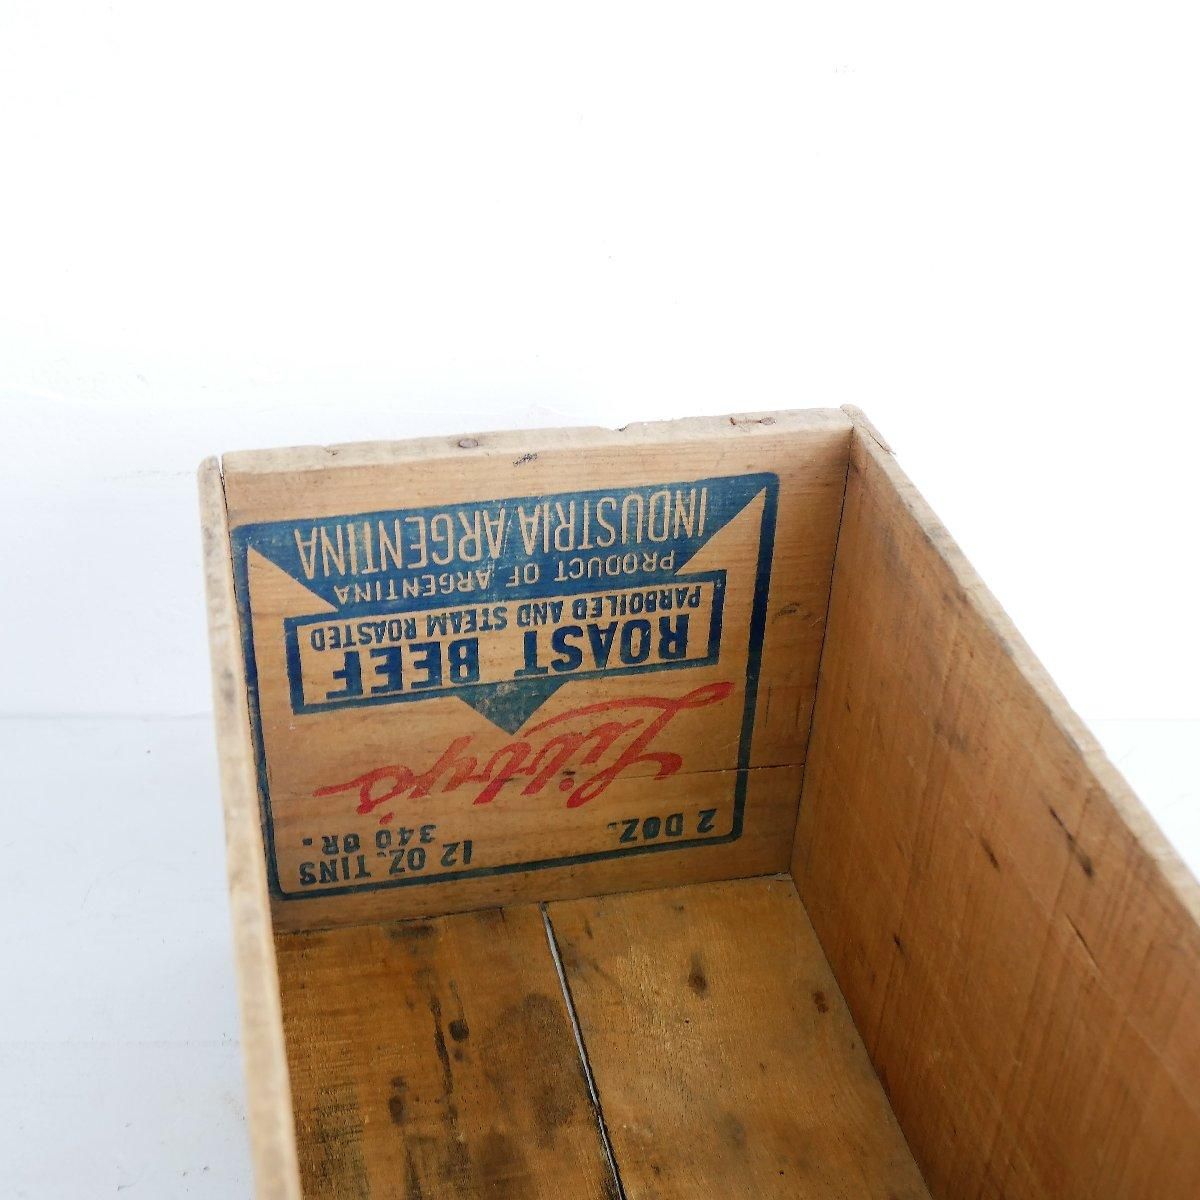 2 DOZ. 12 OZ. TINS
340 GR.
Libby's
ROAST BEEF
PARBOILED AND STEAM ROASTED
PRODUCT OF ARGENTINA
INDUSTRIA ARGENTINA